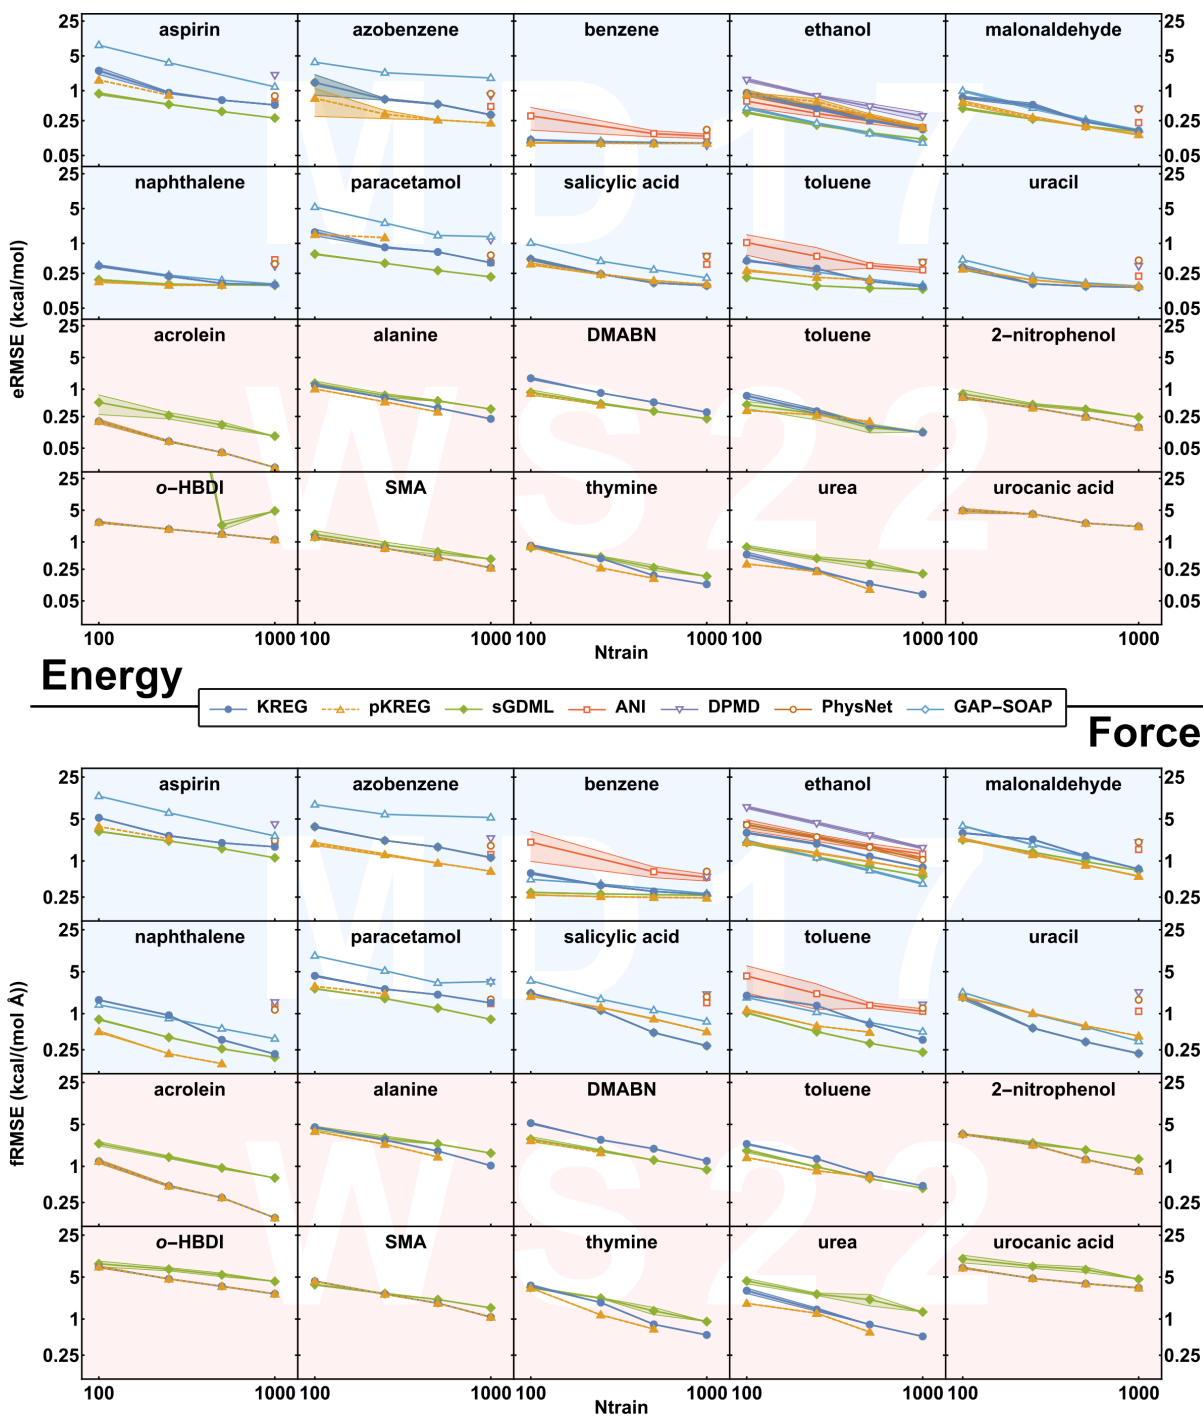 aspirin azobenzene benzene ethanol malonaldehyde
25 25
5 5
1 1
0.25 0.25
0.05 0.05
MD17
naphthalene paracetamol salicylic acid toluene uracil
25 25
5 5
1 1
0.25 0.25
0.05 0.05
eRMSE (kcal/mol)
acrolein alanine DMABN toluene 2−nitrophenol
25 25
5 5
1 1
0.25 0.25
0.05 0.05
WS22
o−HBDI SMA thymine urea urocanic acid
25 25
5 5
1 1
0.25 0.25
0.05 0.05
100 1000 100 1000 100 1000 100 1000 100 1000
Ntrain
Energy
KREG pKREG sGDML ANI DPMD PhysNet GAP−SOAP
Force
aspirin azobenzene benzene ethanol malonaldehyde
25 25
5 5
1 1
0.25 0.25
MD17
naphthalene paracetamol salicylic acid toluene uracil
25 25
5 5
1 1
0.25 0.25
fRMSE (kcal/(mol Å))
acrolein alanine DMABN toluene 2−nitrophenol
25 25
5 5
1 1
0.25 0.25
WS22
o−HBDI SMA thymine urea urocanic acid
25 25
5 5
1 1
0.25 0.25
100 1000 100 1000 100 1000 100 1000 100 1000
Ntrain